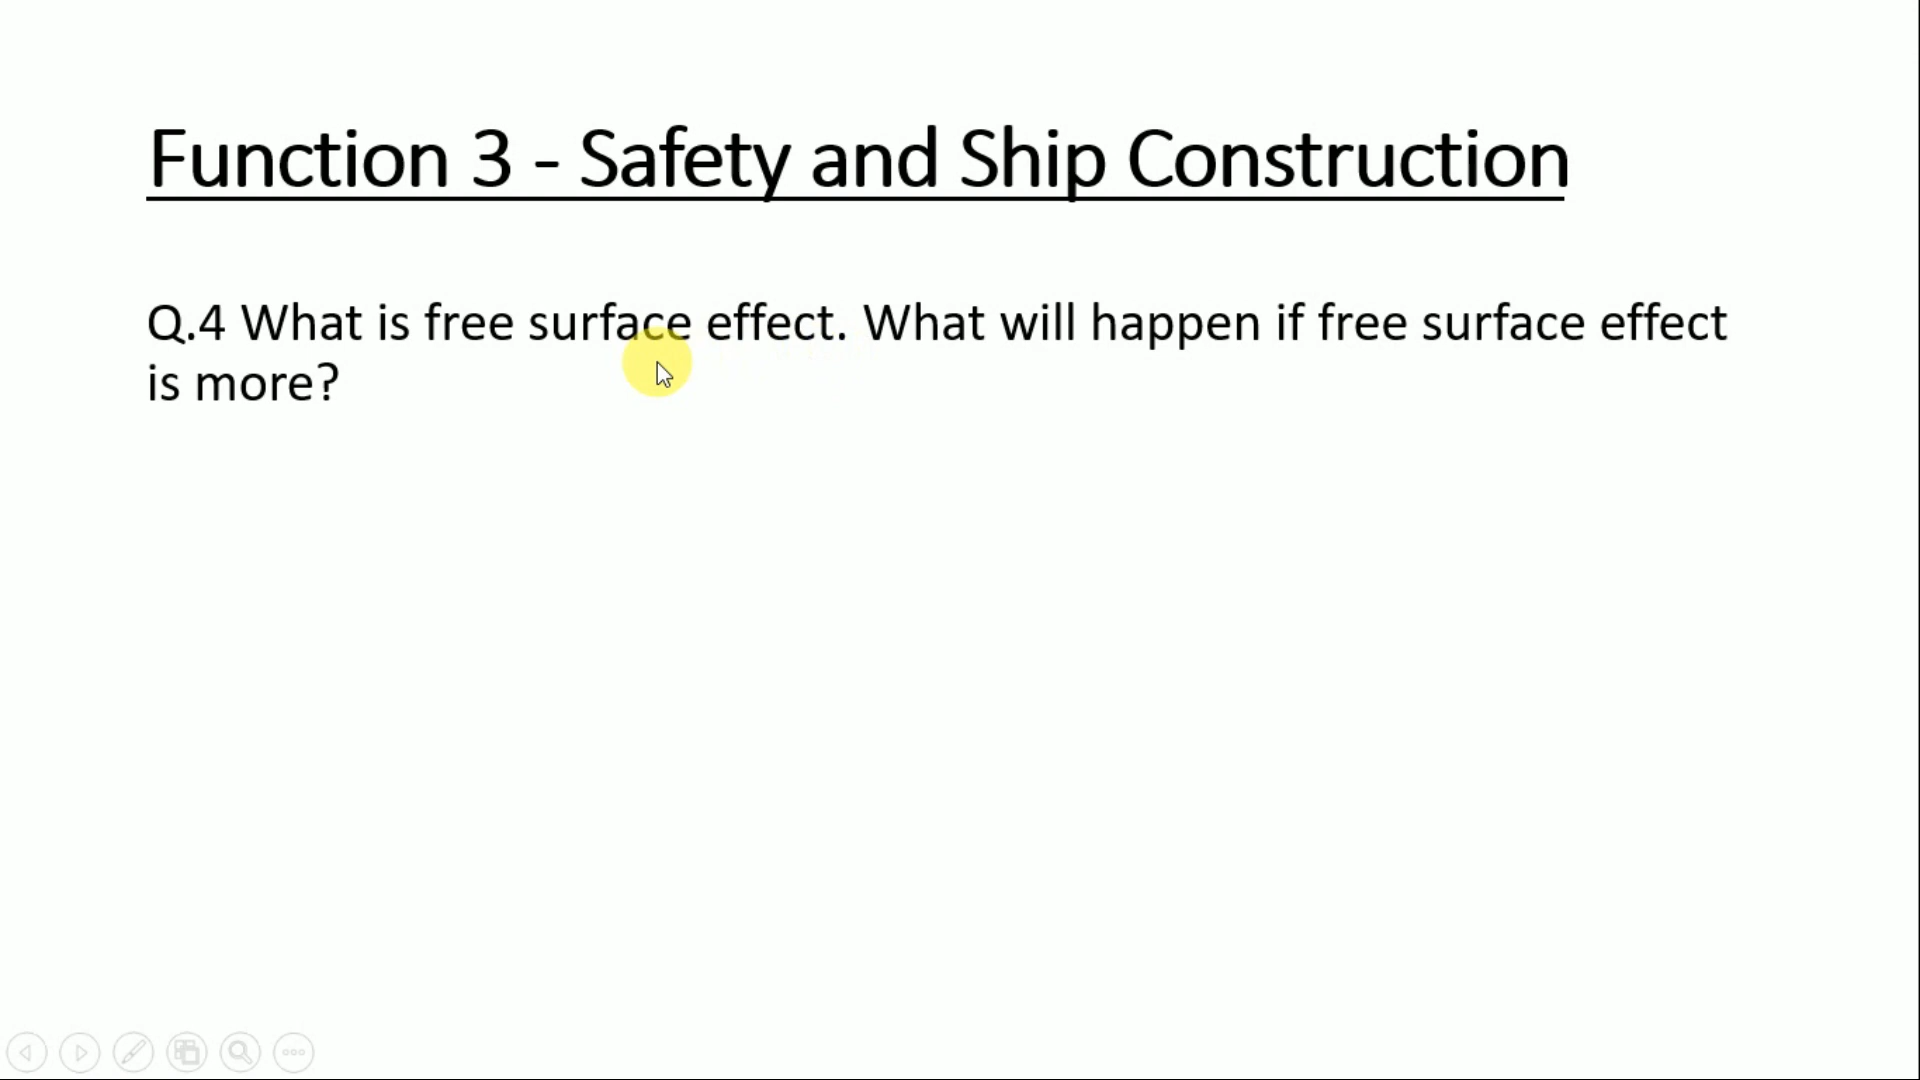 Function 3 - Safety and Ship Construction
Q.4 What is free surface effect. What will happen if free surface effect
is more?